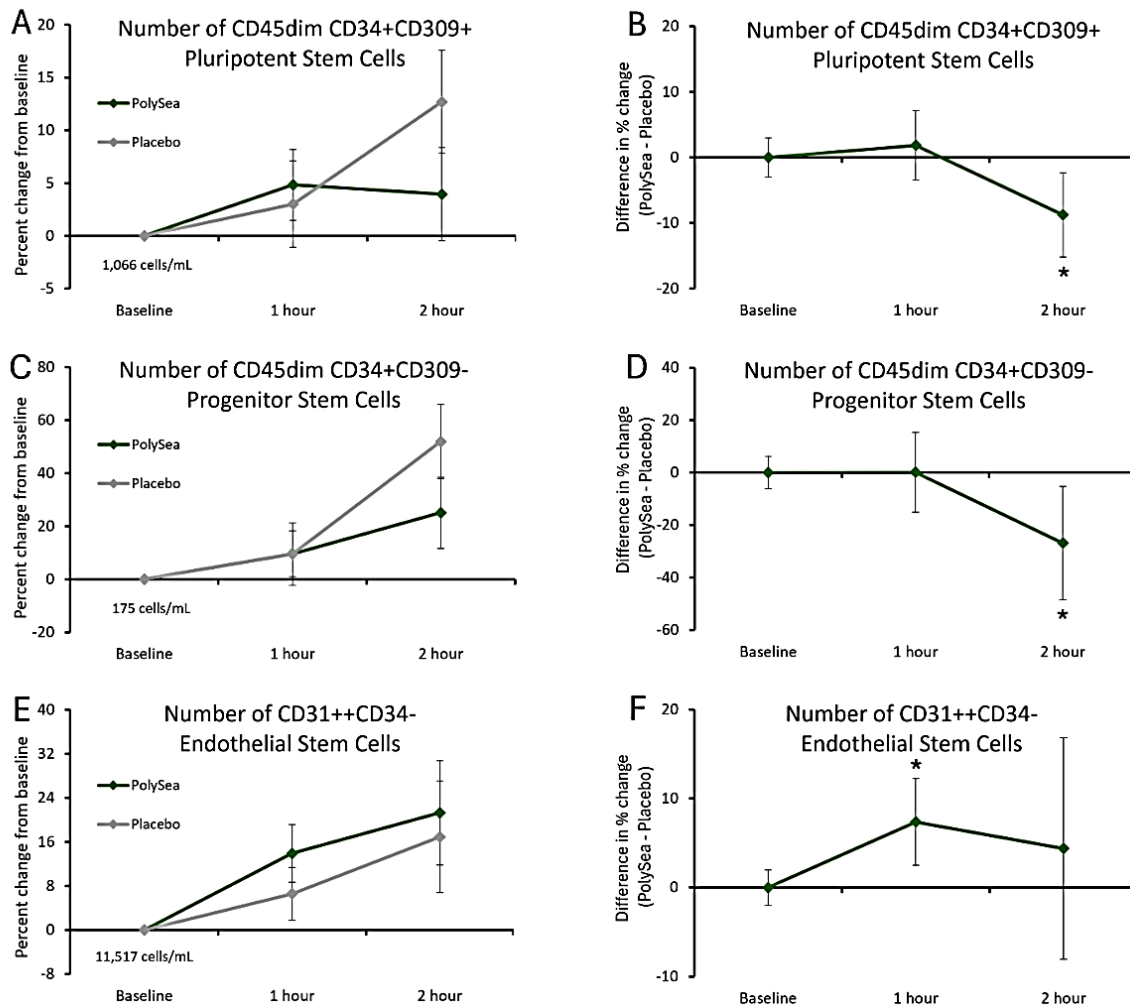 A
Number of CD45dim CD34+CD309+
Pluripotent Stem Cells
Percent change from baseline
20
15
10
5
0
-5
PolySea
Placebo
1,066 cells/mL
Baseline
1 hour
2 hour
B
Number of CD45dim CD34+CD309+
Pluripotent Stem Cells
Difference in % change
(PolySea - Placebo)
20
10
0
-10
-20
*
Baseline
1 hour
2 hour
C
Number of CD45dim CD34+CD309-
Progenitor Stem Cells
Percent change from baseline
80
60
40
20
0
-20
PolySea
Placebo
175 cells/mL
Baseline
1 hour
2 hour
D
Number of CD45dim CD34+CD309-
Progenitor Stem Cells
Difference in % change
(PolySea - Placebo)
40
20
0
-20
-40
-60
*
Baseline
1 hour
2 hour
E
Number of CD31++CD34-
Endothelial Stem Cells
Percent change from baseline
40
32
24
16
8
0
-8
PolySea
Placebo
11,517 cells/mL
Baseline
1 hour
2 hour
F
Number of CD31++CD34-
Endothelial Stem Cells
Difference in % change
(PolySea - Placebo)
20
10
0
-10
*
Baseline
1 hour
2 hour